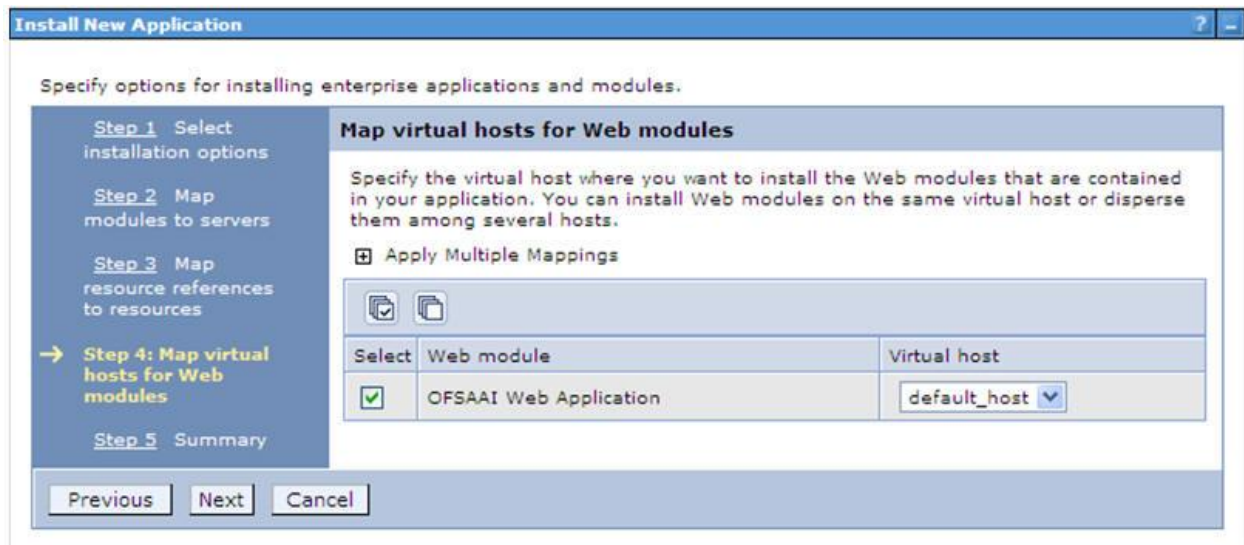 Install New Application
? –
Specify options for installing enterprise applications and modules.
Step 1 Select
installation options
Step 2 Map
modules to servers
Step 3 Map
resource references
to resources
Step 4: Map virtual
hosts for Web
modules
Step 5 Summary
Map virtual hosts for Web modules
Specify the virtual host where you want to install the Web modules that are contained
in your application. You can install Web modules on the same virtual host or disperse
them among several hosts.
Apply Multiple Mappings
Select Web module Virtual host
OFSAAI Web Application default_host
Previous Next Cancel